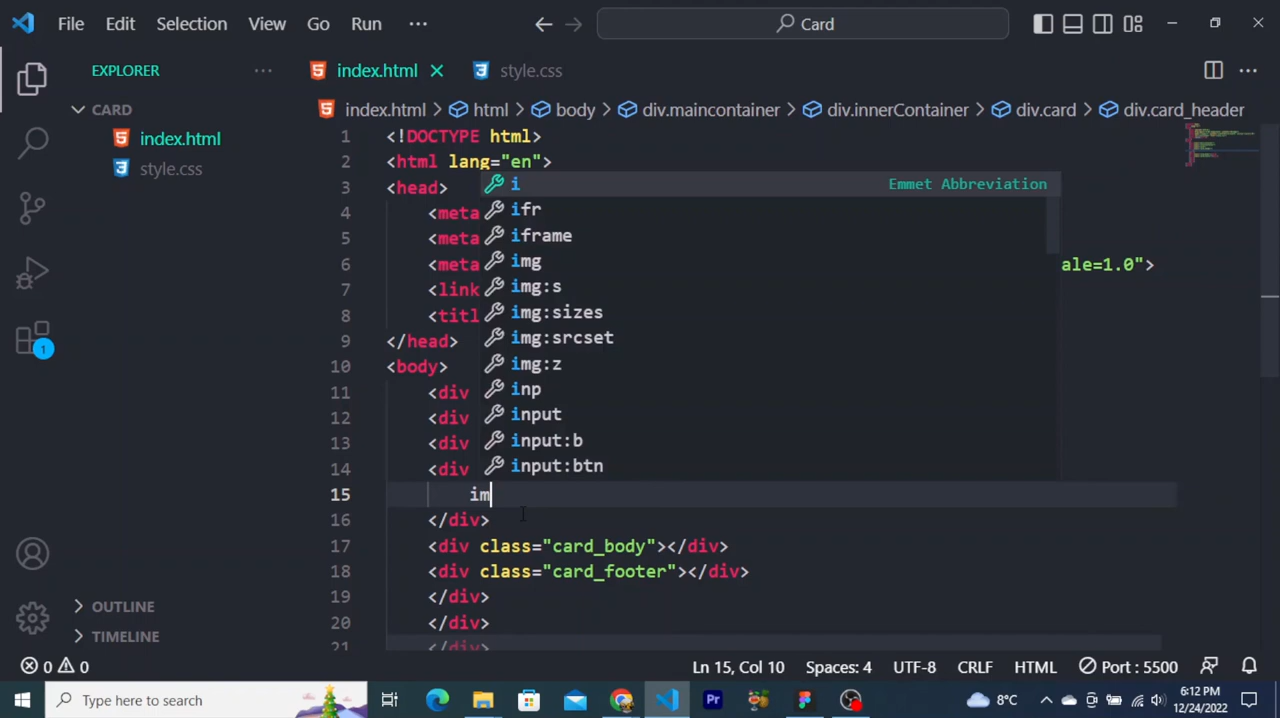 File Edit Selection View Go Run ··· Card
EXPLORER ··· index.html style.css ···
CARD
index.html
style.css
index.html > html > body > div.maincontainer > div.innerContainer > div.card > div.card_header
1 <!DOCTYPE html>
2 <html lang="en">
3 <head>
4 <meta
5 <meta
6 <meta ale=1.0">
7 <link
8 <titl
9 </head>
10 <body>
11 <div
12 <div
13 <div
14 <div
15 im
16 </div>
17 <div class="card_body"></div>
18 <div class="card_footer"></div>
19 </div>
20 </div>
21 </div>
i Emmet Abbreviation
ifr
iframe
img
img:s
img:sizes
img:srcset
img:z
inp
input
input:b
input:btn
1
OUTLINE
TIMELINE
0 0 Ln 15, Col 10 Spaces: 4 UTF-8 CRLF HTML Port : 5500
Type here to search Pr 8°C 6:12 PM
12/24/2022